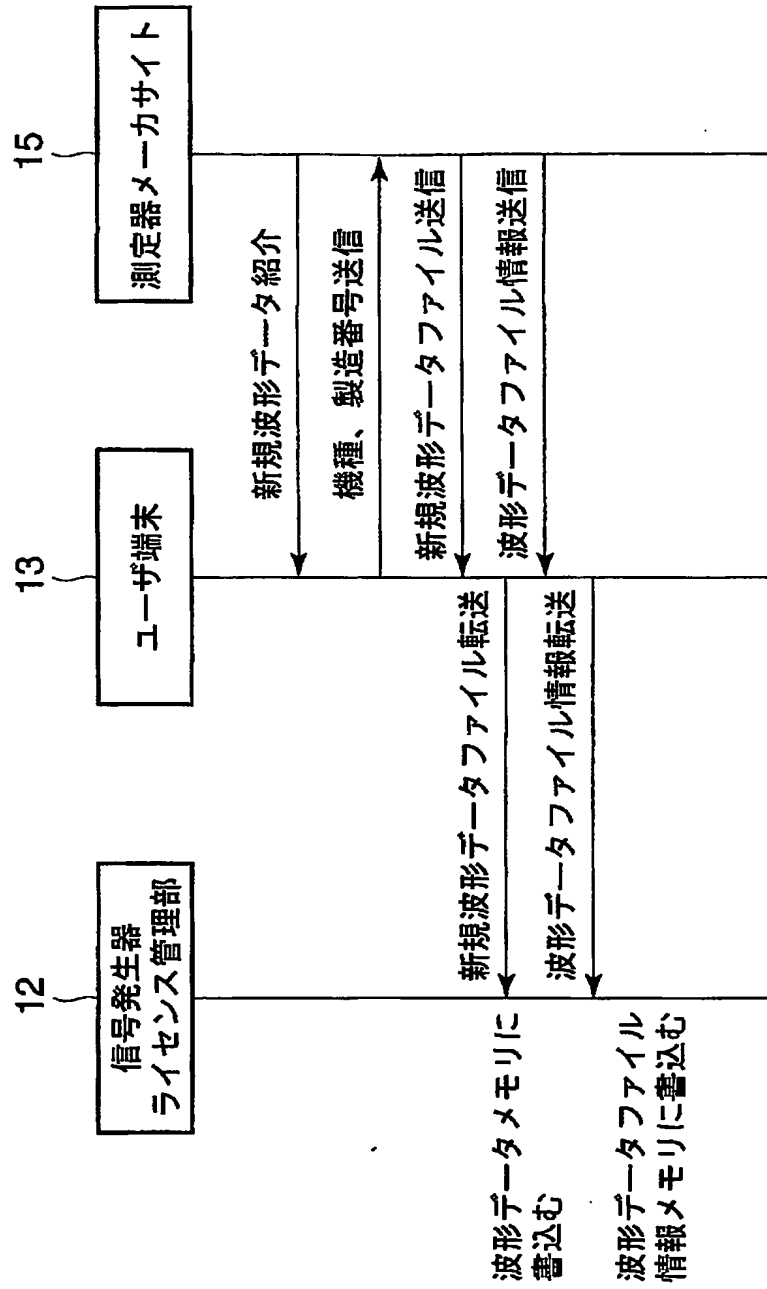 12
信号発生器
ライセンス管理部
13
ユーザ端末
15
測定器メーカサイト
新規波形データ紹介
機種、製造番号送信
新規波形データファイル送信
新規波形データファイル転送
波形データメモリに
書込む
波形データファイル情報送信
波形データファイル情報転送
波形データファイル
情報メモリに書込む